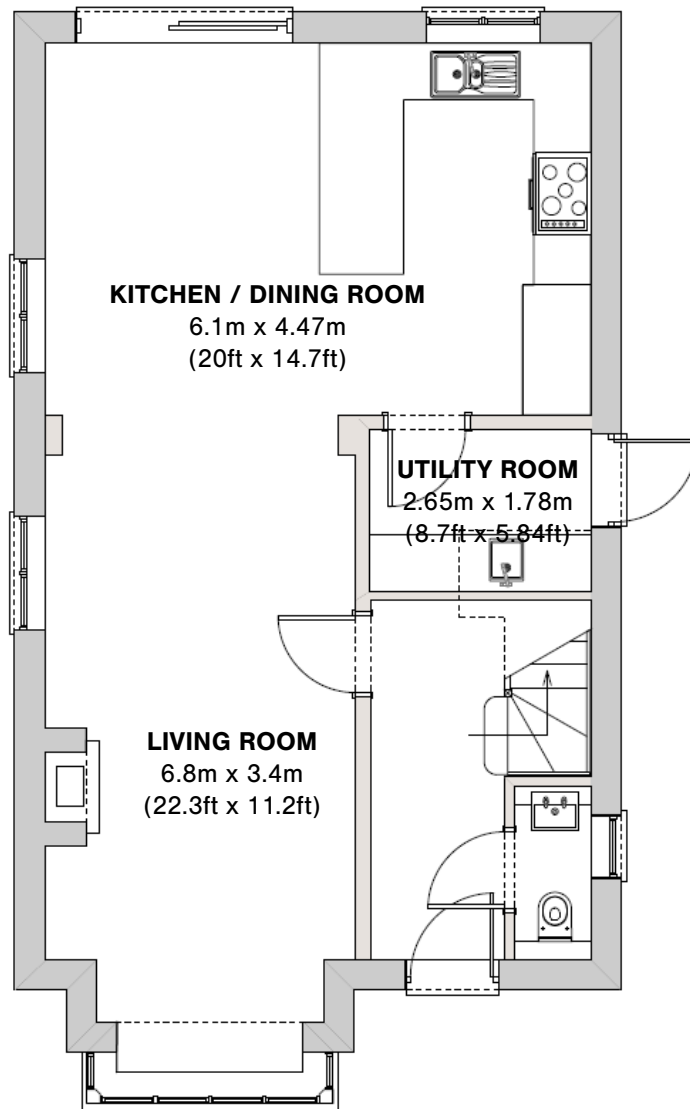 KITCHEN / DINING ROOM
6.1m x 4.47m
(20ft x 14.7ft)
UTILITY ROOM
2.65m x 1.78m
(8.7ft x 5.84ft)
LIVING ROOM
6.8m x 3.4m
(22.3ft x 11.2ft)